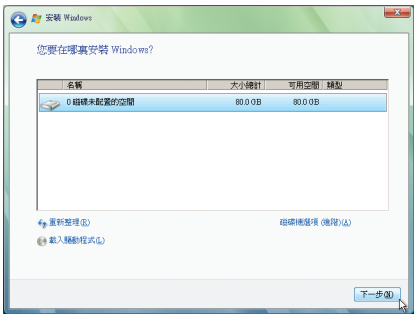 安裝 Windows
您要在哪裏安裝 Windows?
名稱 大小總計 可用空間 類型
0 磁碟未配置的空間 80.0 GB 80.0 GB
重新整理(R) 磁碟機選項 (進階)(A)
載入驅動程式(L)
下一步(N)